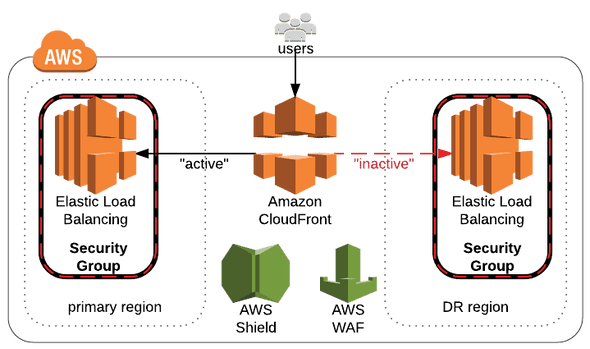 users
AWS
"active"
"inactive"
Elastic Load
Balancing
Amazon
CloudFront
Elastic Load
Balancing
Security
Group
Security
Group
primary region
AWS
Shield
AWS
WAF
DR region